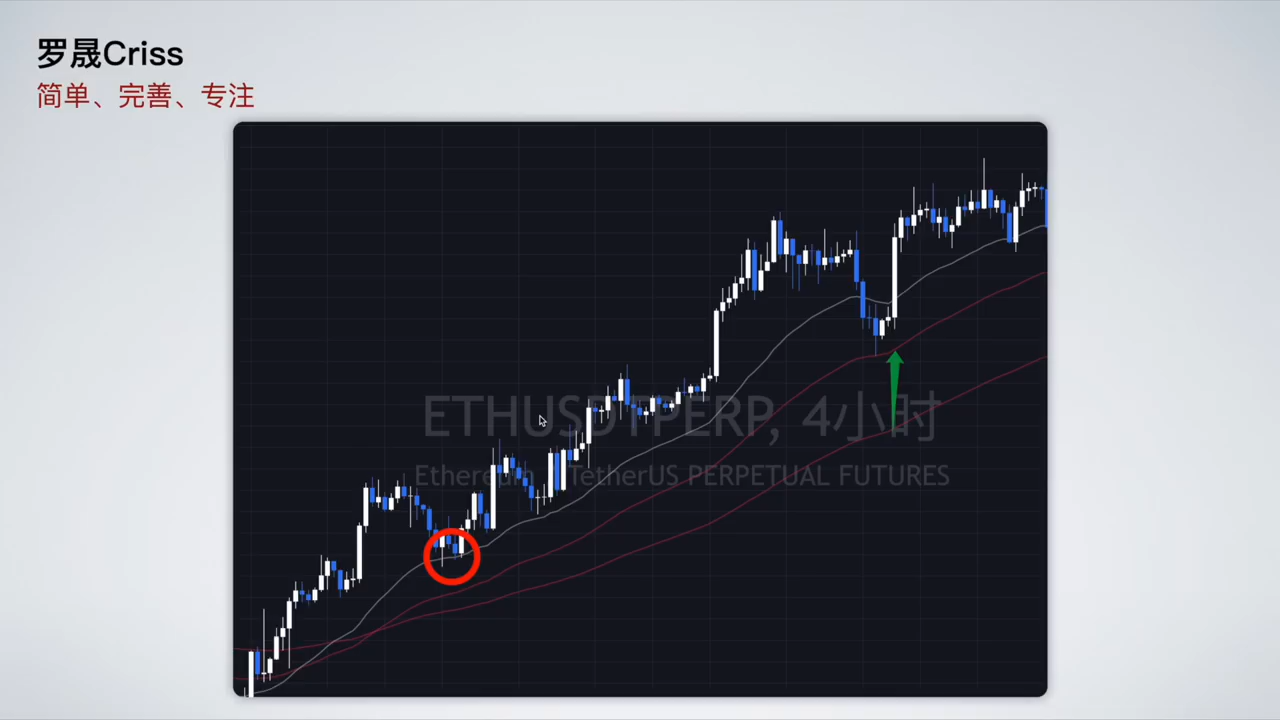 罗晟Criss
简单、完善、专注
ETHUSDTPERP, 4小时
Ethereum / TetherUS PERPETUAL FUTURES